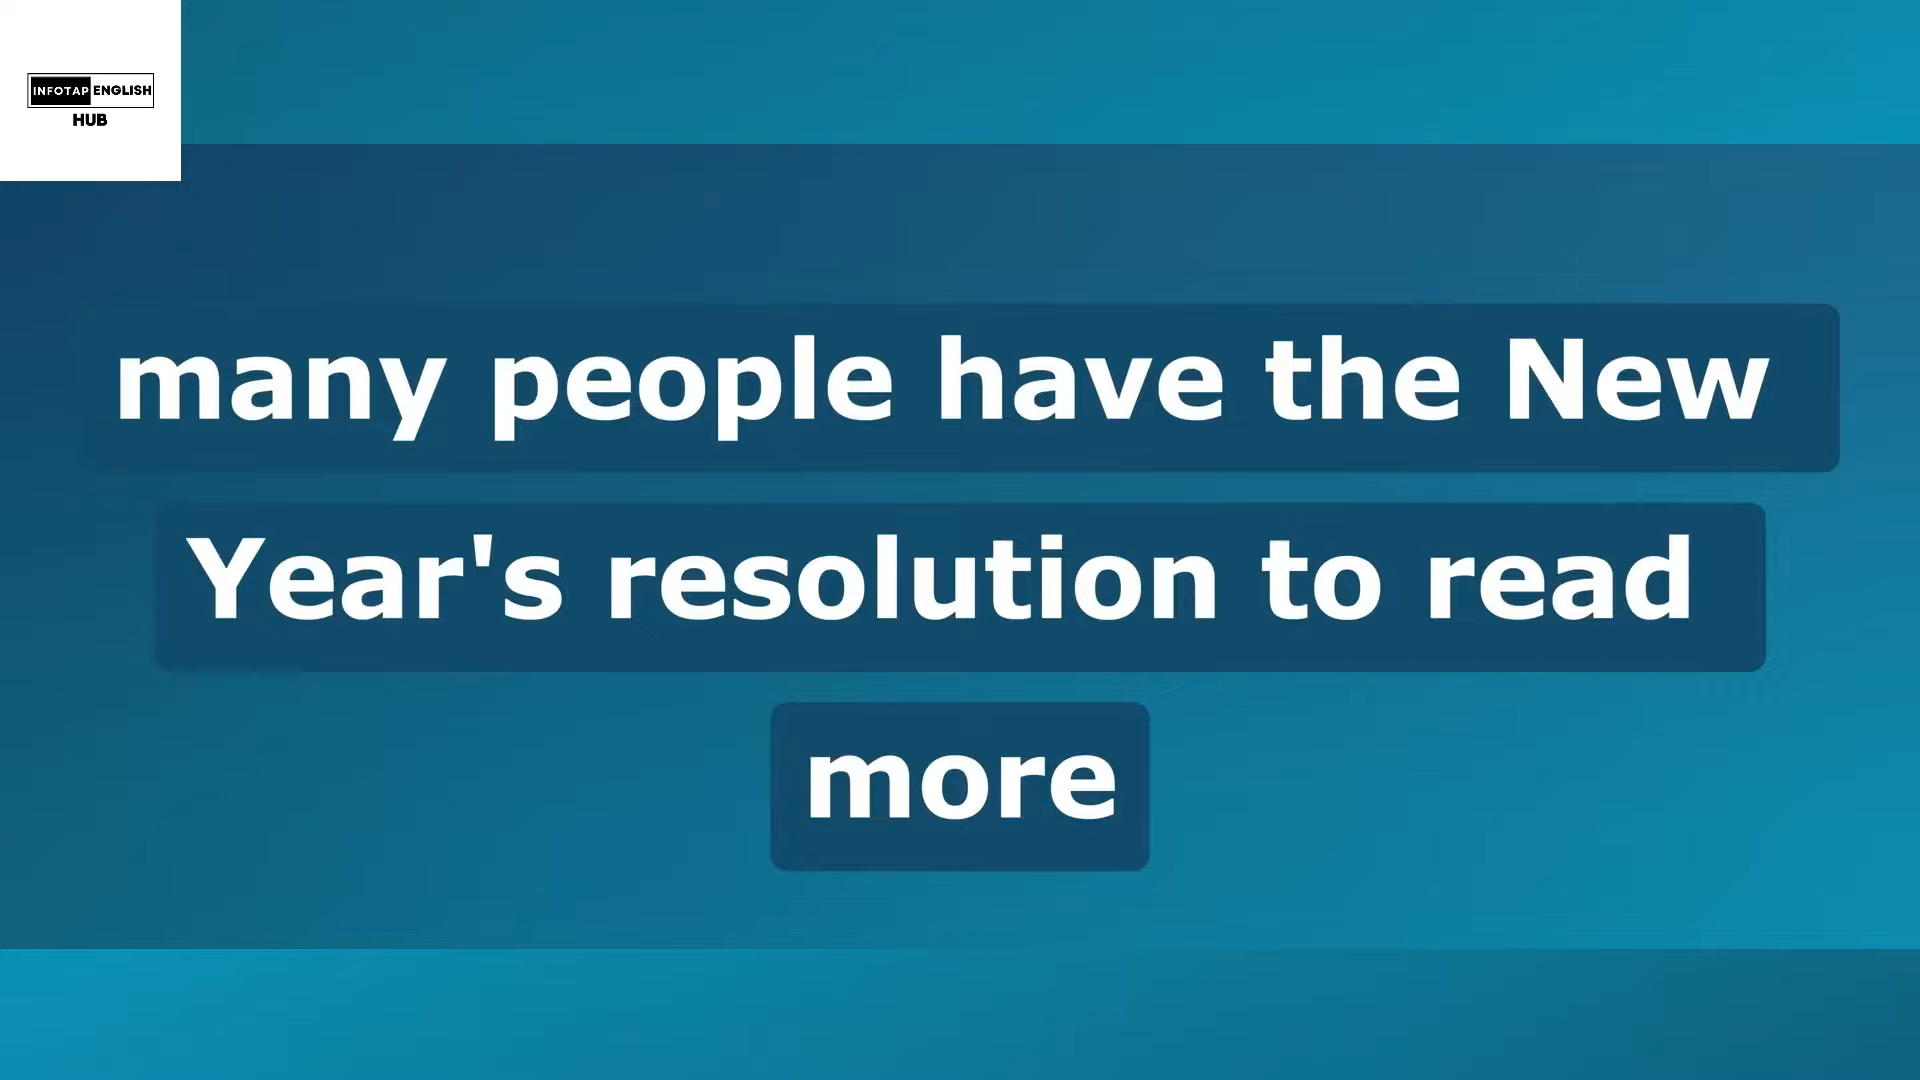 INFOTAP ENGLISH
HUB
many people have the New
Year's resolution to read
more